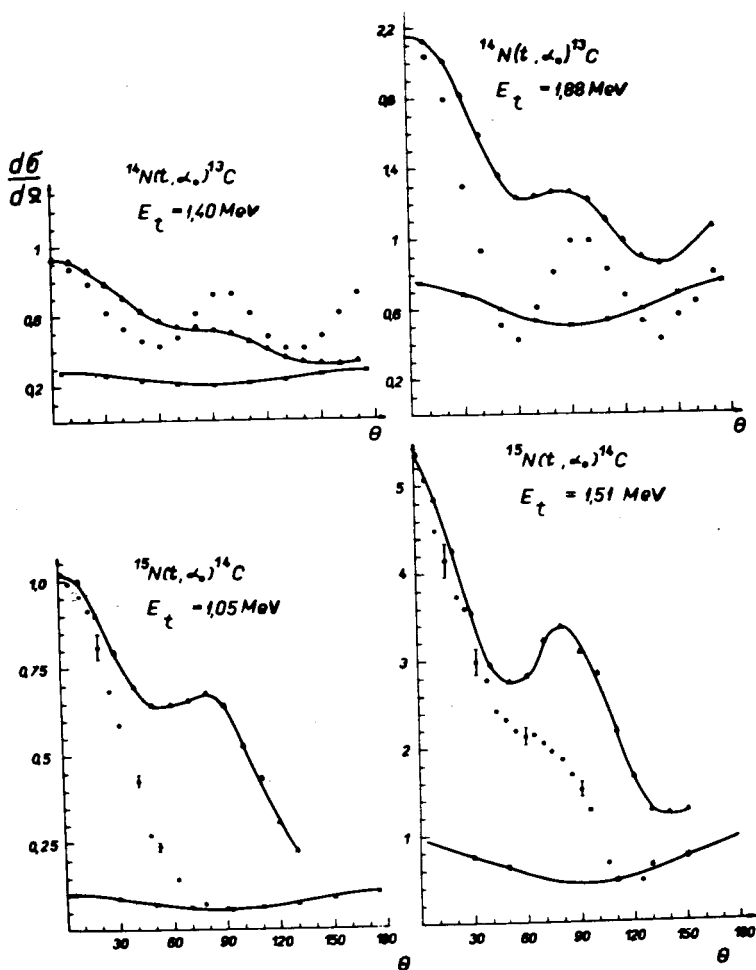 dσ
dΩ
¹⁴N(t,α₀)¹³C
E_t = 1,40 MeV
1
0,6
0,2
θ
¹⁴N(t,α₀)¹³C
E_t = 1,88 MeV
2,2
1,4
1
0,6
0,2
θ
¹⁵N(t,α₀)¹⁴C
E_t = 1,05 MeV
1,0
0,75
0,5
0,25
30 60 90 120 150 180
θ
¹⁵N(t,α₀)¹⁴C
E_t = 1,51 MeV
5
4
3
2
1
30 60 90 120 150 180
θ